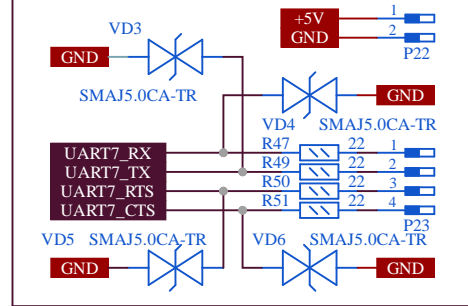 VD3
+5V 1
GND 2
P22
GND
SMAJ5.0CA-TR
GND
VD4 SMAJ5.0CA-TR
UART7_RX R47 22 1
UART7_TX R49 22 2
UART7_RTS R50 22 3
UART7_CTS R51 22 4
P23
VD5 SMAJ5.0CA-TR VD6 SMAJ5.0CA-TR
GND GND